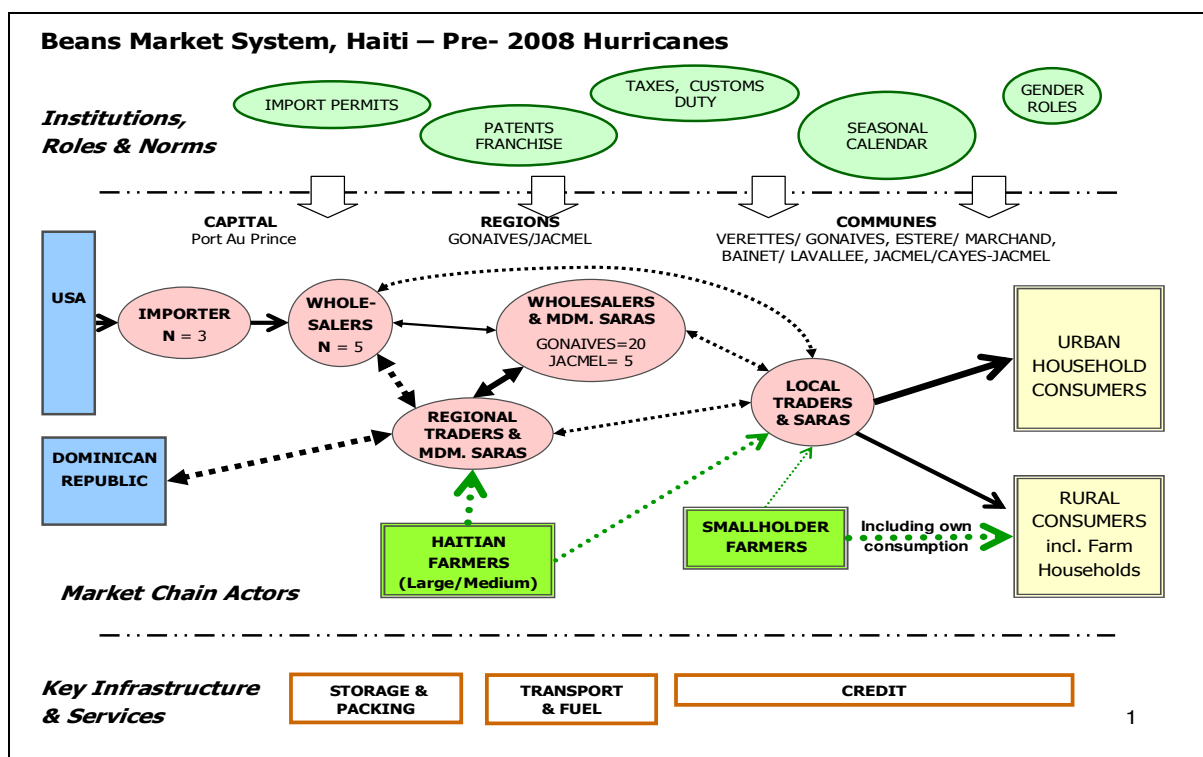 Beans Market System, Haiti – Pre- 2008 Hurricanes
Institutions,
Roles & Norms
IMPORT PERMITS
PATENTS
FRANCHISE
TAXES, CUSTOMS
DUTY
SEASONAL
CALENDAR
GENDER
ROLES
CAPITAL
Port Au Prince
REGIONS
GONAIVES/JACMEL
COMMUNES
VERETTES/ GONAIVES, ESTERE/ MARCHAND,
BAINET/ LAVALLEE, JACMEL/CAYES-JACMEL
USA
IMPORTER
N = 3
WHOLE-
SALERS
N = 5
WHOLESALERS
& MDM. SARAS
GONAIVES=20
JACMEL= 5
REGIONAL
TRADERS &
MDM. SARAS
LOCAL
TRADERS
& SARAS
URBAN
HOUSEHOLD
CONSUMERS
DOMINICAN
REPUBLIC
HAITIAN
FARMERS
(Large/Medium)
SMALLHOLDER
FARMERS
Including own
consumption
RURAL
CONSUMERS
incl. Farm
Households
Market Chain Actors
Key Infrastructure
& Services
STORAGE &
PACKING
TRANSPORT
& FUEL
CREDIT
1